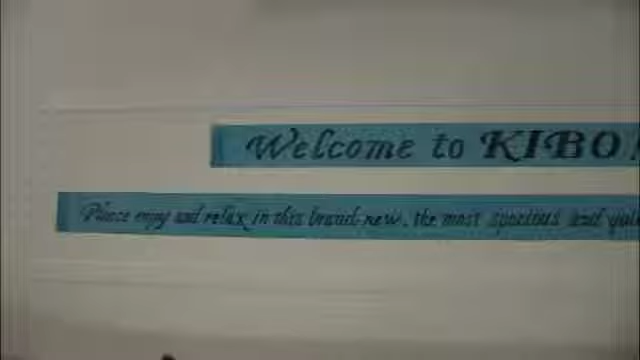 Welcome to KIBO!
Please enjoy and relax in this brand-new, the most spacious and